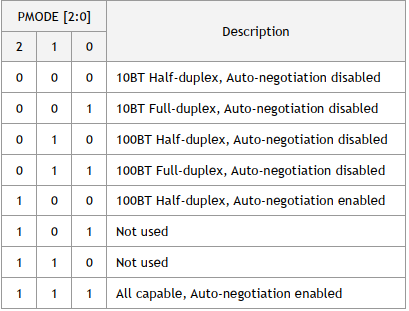 PMODE [2:0] Description
2 1 0
0 0 0 10BT Half-duplex, Auto-negotiation disabled
0 0 1 10BT Full-duplex, Auto-negotiation disabled
0 1 0 100BT Half-duplex, Auto-negotiation disabled
0 1 1 100BT Full-duplex, Auto-negotiation disabled
1 0 0 100BT Half-duplex, Auto-negotiation enabled
1 0 1 Not used
1 1 0 Not used
1 1 1 All capable, Auto-negotiation enabled